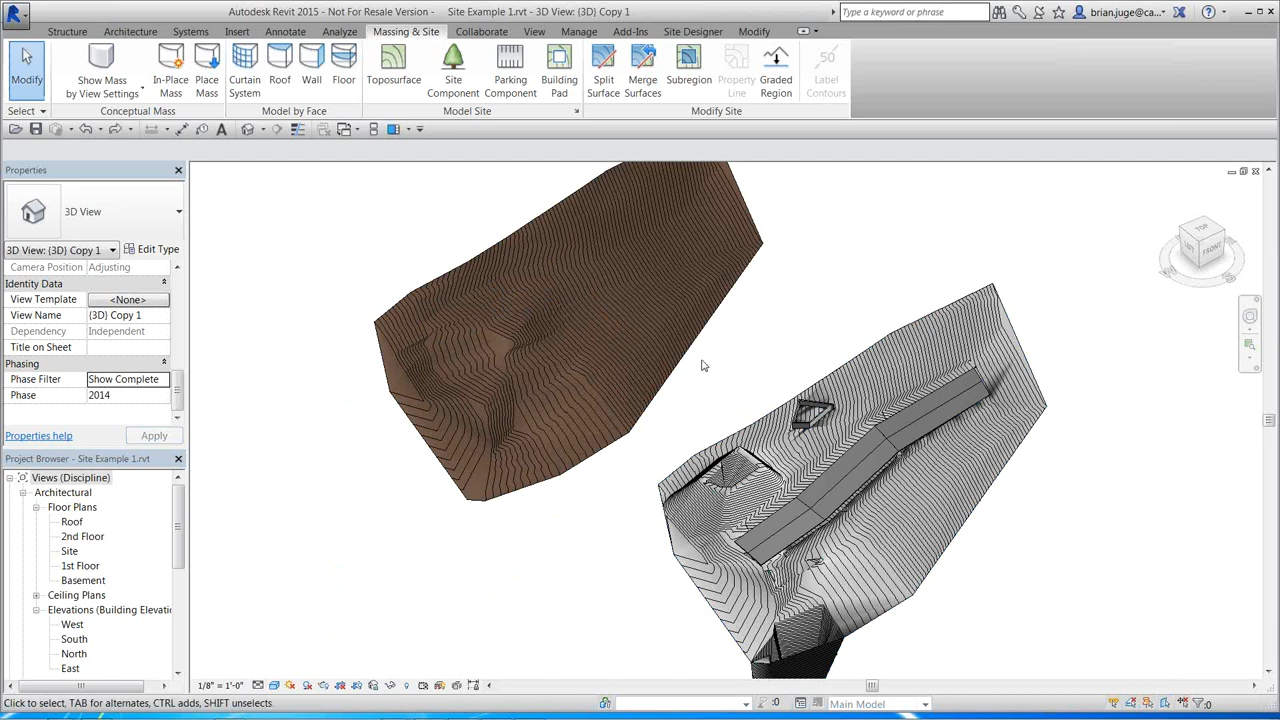 Autodesk Revit 2015 - Not For Resale Version - Site Example 1.rvt - 3D View: {3D} Copy 1
Type a keyword or phrase
brian.juge@ca...
Structure Architecture Systems Insert Annotate Analyze Massing & Site Collaborate View Manage Add-Ins Site Designer Modify
Modify
Show Mass by View Settings
In-Place Mass
Place Mass
Curtain System
Roof
Wall
Floor
Toposurface
Site Component
Parking Component
Building Pad
Split Surface
Merge Surfaces
Subregion
Property Line
Graded Region
50
Label Contours
Select
Conceptual Mass
Model by Face
Model Site
Modify Site
Properties
3D View
3D View: {3D} Copy 1
Edit Type
Camera Position Adjusting
Identity Data
View Template <None>
View Name {3D} Copy 1
Dependency Independent
Title on Sheet
Phasing
Phase Filter Show Complete
Phase 2014
Properties help
Apply
Project Browser - Site Example 1.rvt
Views (Discipline)
Architectural
Floor Plans
Roof
2nd Floor
Site
1st Floor
Basement
Ceiling Plans
Elevations (Building Elevati
West
South
North
East
TOP
LEFT
FRONT
1/8" = 1'-0"
Click to select, TAB for alternates, CTRL adds, SHIFT unselects.
:0
Main Model
:0